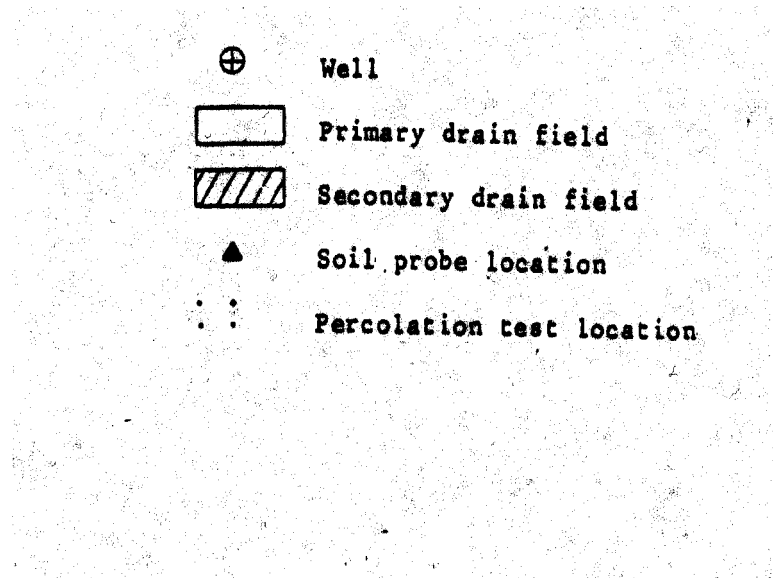 Well
Primary drain field
Secondary drain field
Soil probe location
Percolation test location